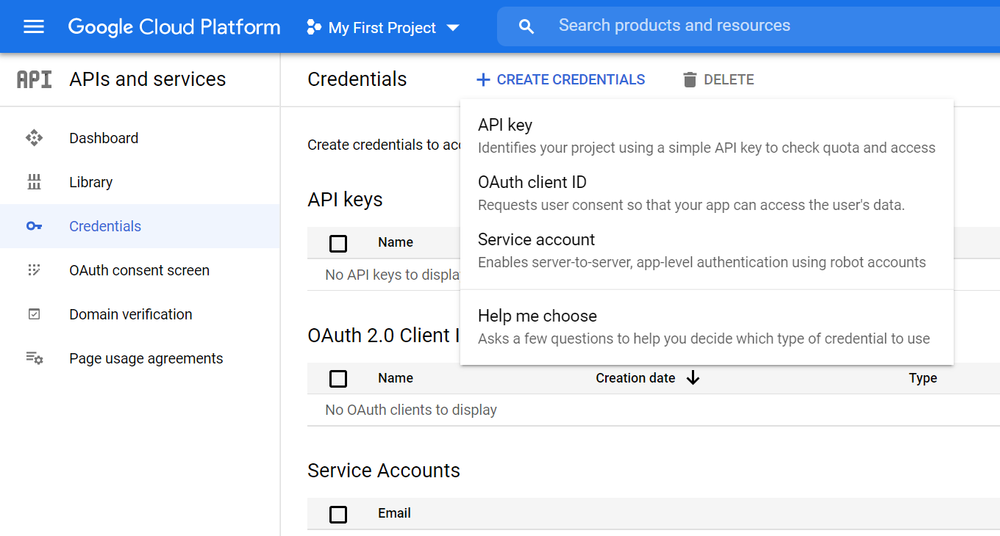 Google Cloud Platform
My First Project
Search products and resources
API
APIs and services
Dashboard
Library
Credentials
OAuth consent screen
Domain verification
Page usage agreements
Credentials
CREATE CREDENTIALS
DELETE
API key
Identifies your project using a simple API key to check quota and access
OAuth client ID
Requests user consent so that your app can access the user's data.
Service account
Enables server-to-server, app-level authentication using robot accounts
Help me choose
Asks a few questions to help you decide which type of credential to use
Create credentials to
API keys
Name
No API keys to
OAuth 2.0 Client
Name
Creation date
Type
No OAuth clients to display
Service Accounts
Email